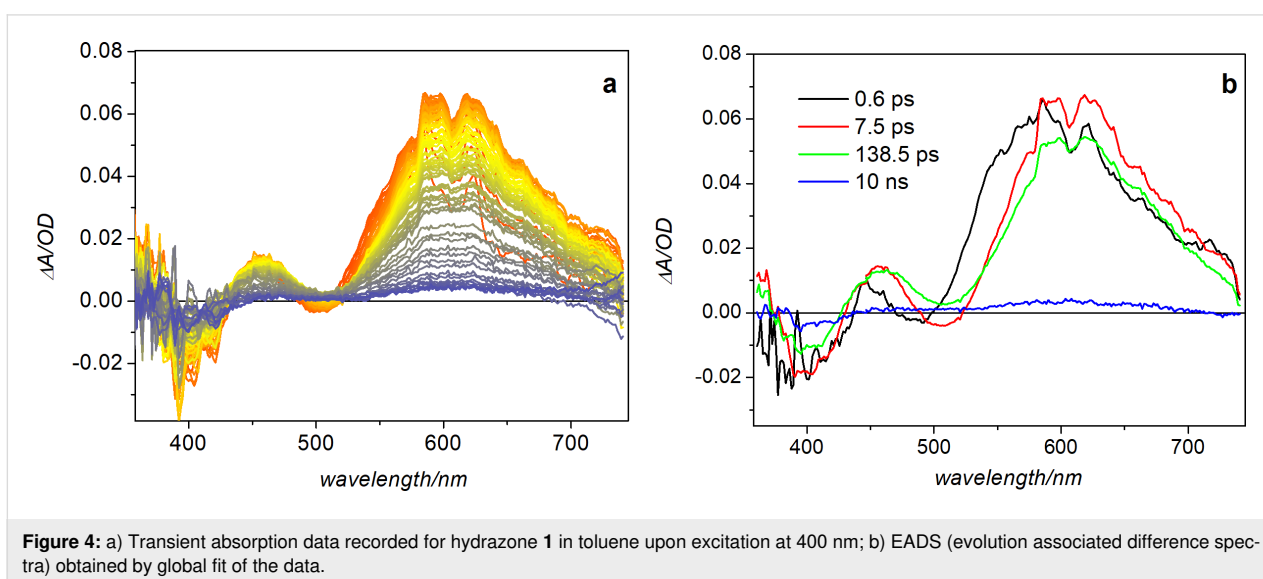 0.08
0.06
0.04
0.02
0.00
-0.02
ΔA/OD
400
500
600
700
wavelength/nm
a
0.08
0.06
0.04
0.02
0.00
-0.02
ΔA/OD
400
500
600
700
wavelength/nm
b
0.6 ps
7.5 ps
138.5 ps
10 ns
Figure 4: a) Transient absorption data recorded for hydrazone 1 in toluene upon excitation at 400 nm; b) EADS (evolution associated difference spec-
tra) obtained by global fit of the data.